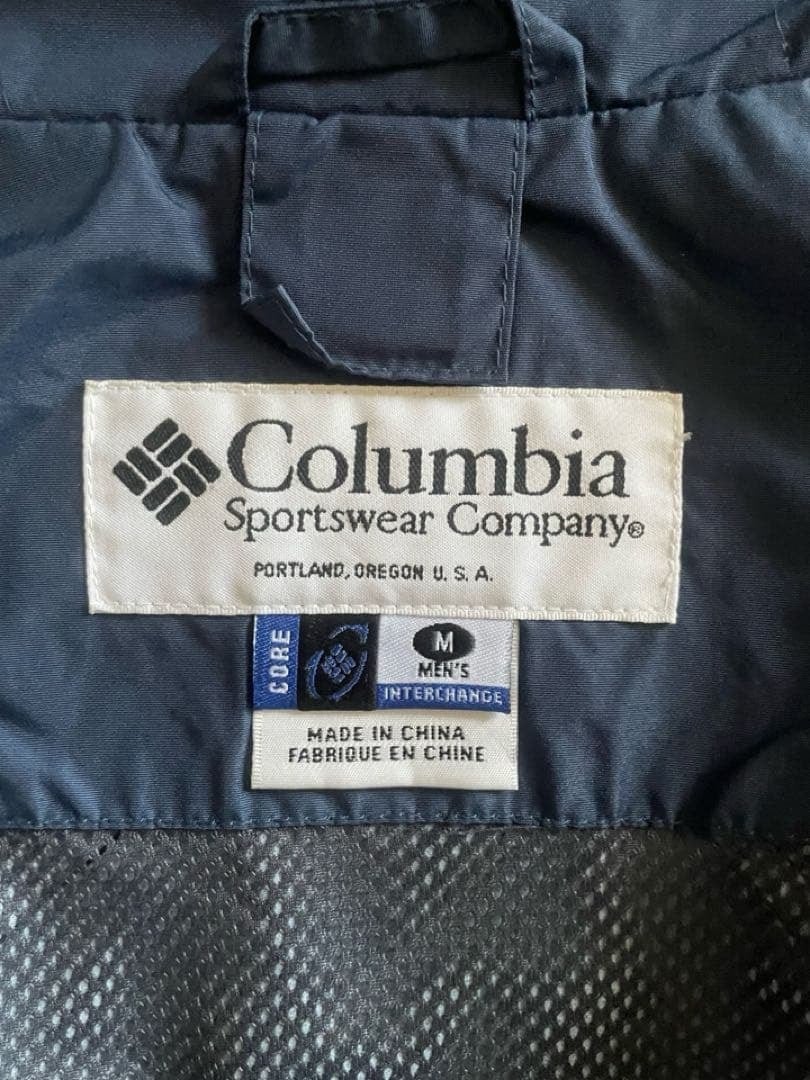 Columbia
Sportswear Company®
PORTLAND, OREGON U. S. A.
CORE
M
MEN'S
INTERCHANGE
MADE IN CHINA
FABRIQUE EN CHINE